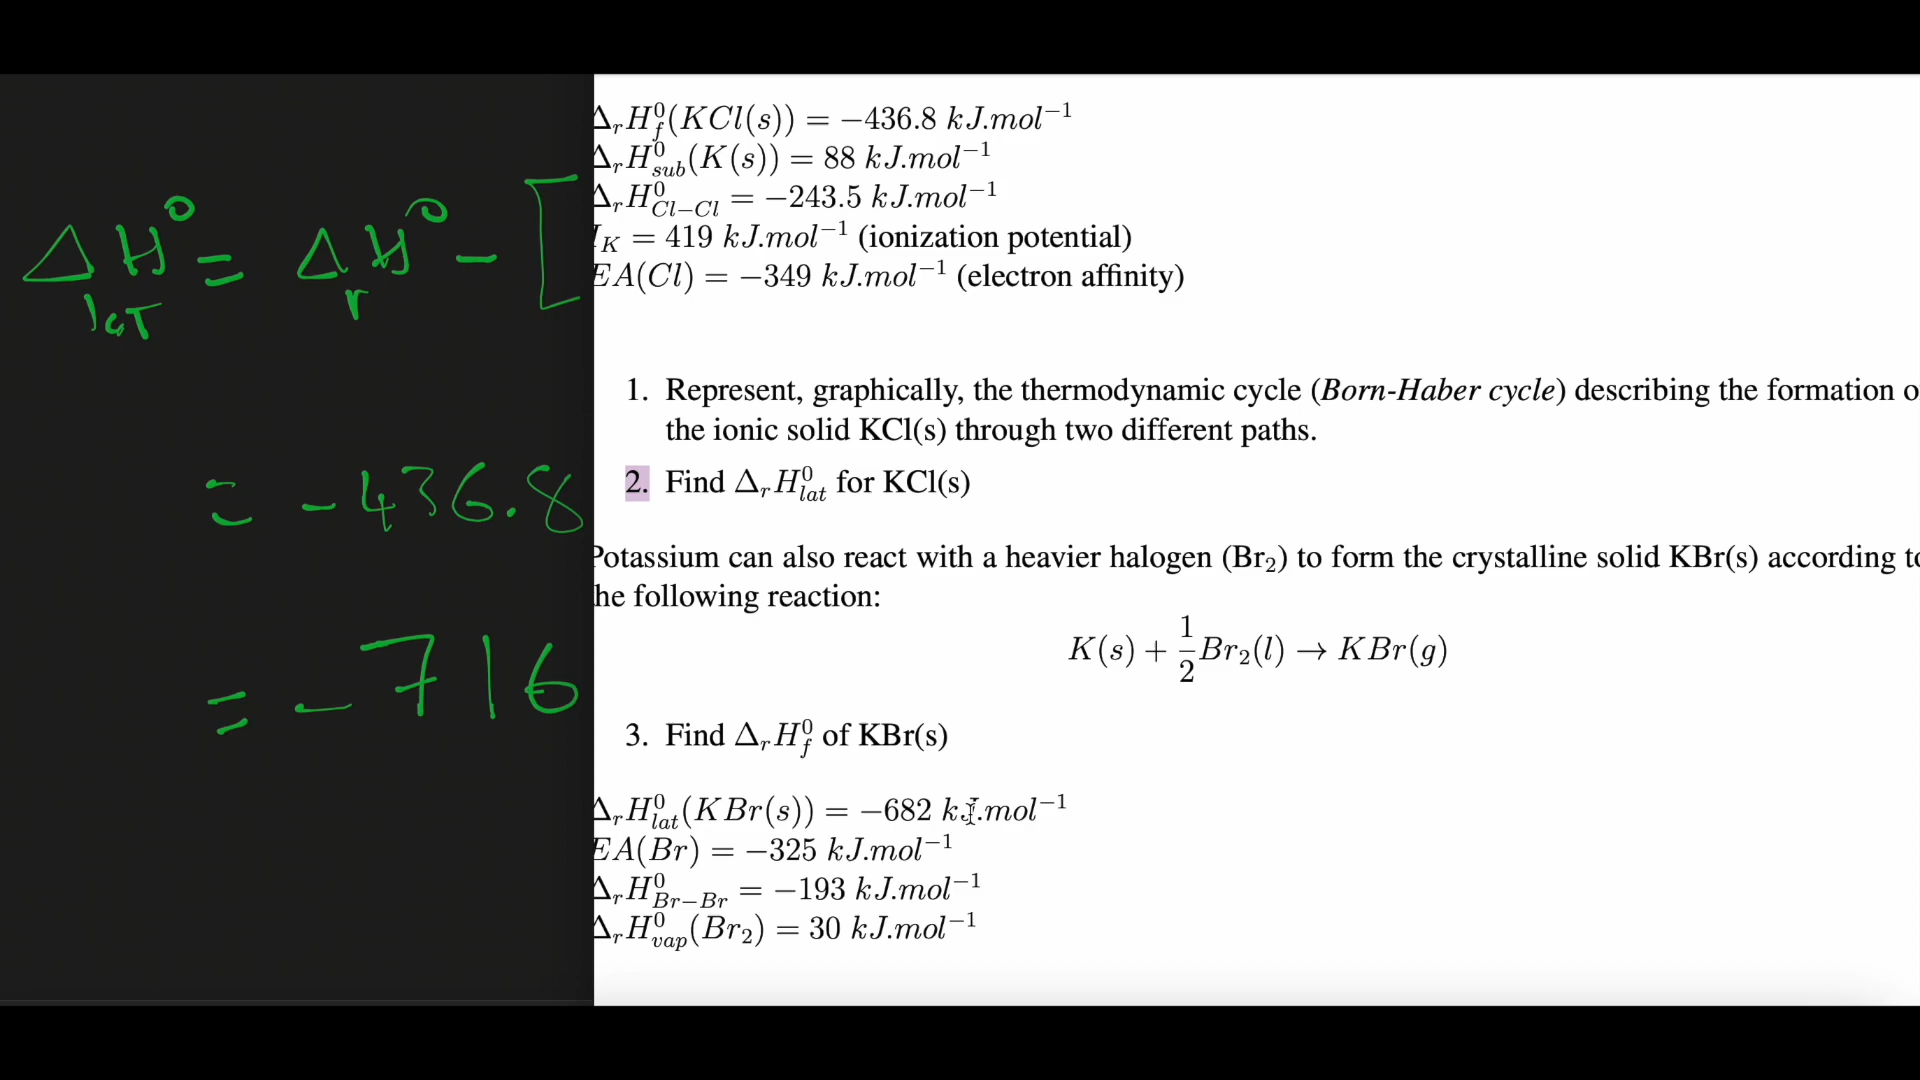 ΔH°lat = ΔH°r - [
= - 436.8
= - 716
ΔrH⁰f(KCl(s)) = −436.8 kJ.mol⁻¹
ΔrH⁰sub(K(s)) = 88 kJ.mol⁻¹
ΔrH⁰Cl−Cl = −243.5 kJ.mol⁻¹
IK = 419 kJ.mol⁻¹ (ionization potential)
EA(Cl) = −349 kJ.mol⁻¹ (electron affinity)
1. Represent, graphically, the thermodynamic cycle (Born-Haber cycle) describing the formation o
the ionic solid KCl(s) through two different paths.
2. Find ΔrH⁰lat for KCl(s)
Potassium can also react with a heavier halogen (Br₂) to form the crystalline solid KBr(s) according to
he following reaction:
K(s) + 1/2 Br₂(l) → KBr(g)
3. Find ΔrH⁰f of KBr(s)
ΔrH⁰lat(KBr(s)) = −682 kJ.mol⁻¹
EA(Br) = −325 kJ.mol⁻¹
ΔrH⁰Br−Br = −193 kJ.mol⁻¹
ΔrH⁰vap(Br₂) = 30 kJ.mol⁻¹